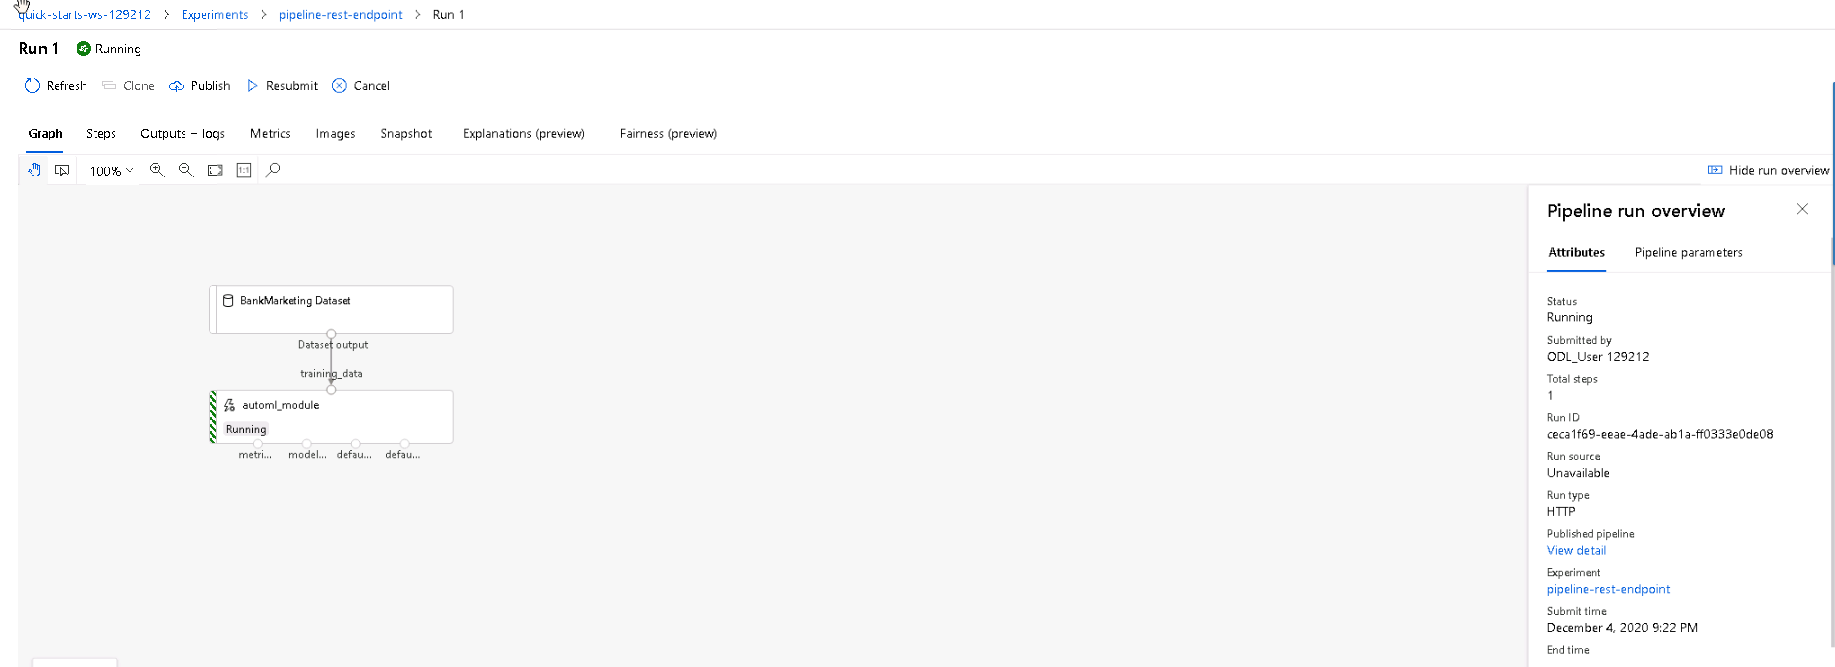 quick-starts-ws-129212 > Experiments > pipeline-rest-endpoint > Run 1
Run 1 Running
Refresh Clone Publish Resubmit Cancel
Graph Steps Outputs + logs Metrics Images Snapshot Explanations (preview) Fairness (preview)
100% 1:1 Hide run overview
Pipeline run overview
Attributes Pipeline parameters
BankMarketing Dataset
Dataset output
training_data
automl_module
Running
metri... model... defau... defau...
Status
Running
Submitted by
ODL_User 129212
Total steps
1
Run ID
ceca1f69-eeae-4ade-ab1a-ff0333e0de08
Run source
Unavailable
Run type
HTTP
Published pipeline
View detail
Experiment
pipeline-rest-endpoint
Submit time
December 4, 2020 9:22 PM
End time